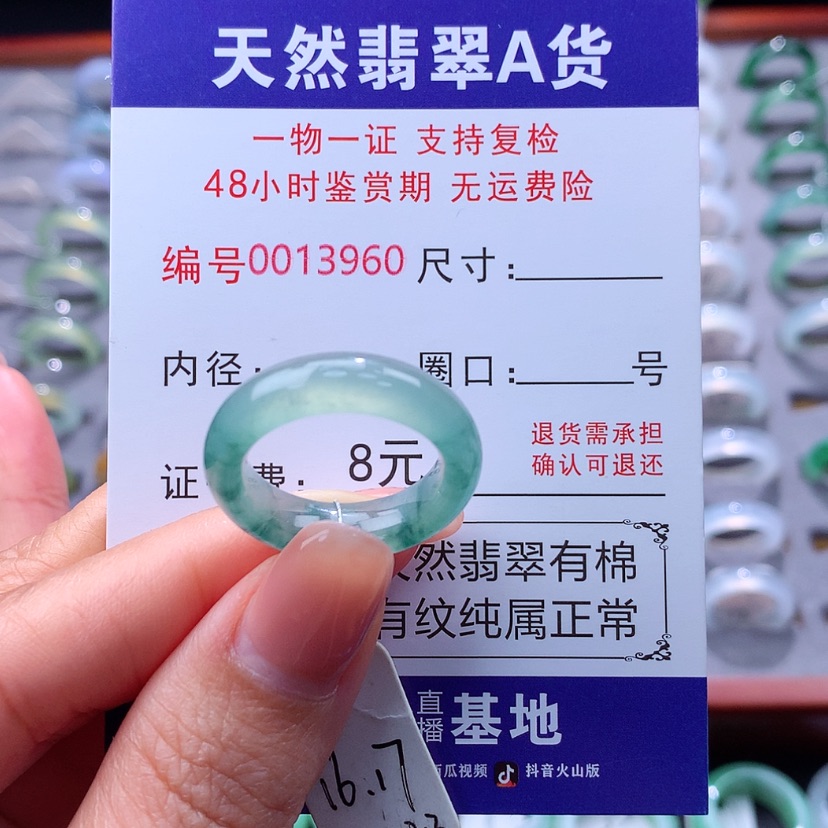 天然翡翠A货
一物一证 支持复检
48小时鉴赏期 无运费险
编号0013960 尺寸:
内径: 圈口: 号
退货需承担
确认可退还
证 费: 8元
然翡翠有棉
有纹纯属正常
直播 基地
西瓜视频 抖音火山版
16.17